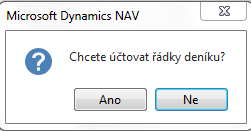 Microsoft Dynamics NAV
Chcete účtovat řádky deníku?
Ano
Ne